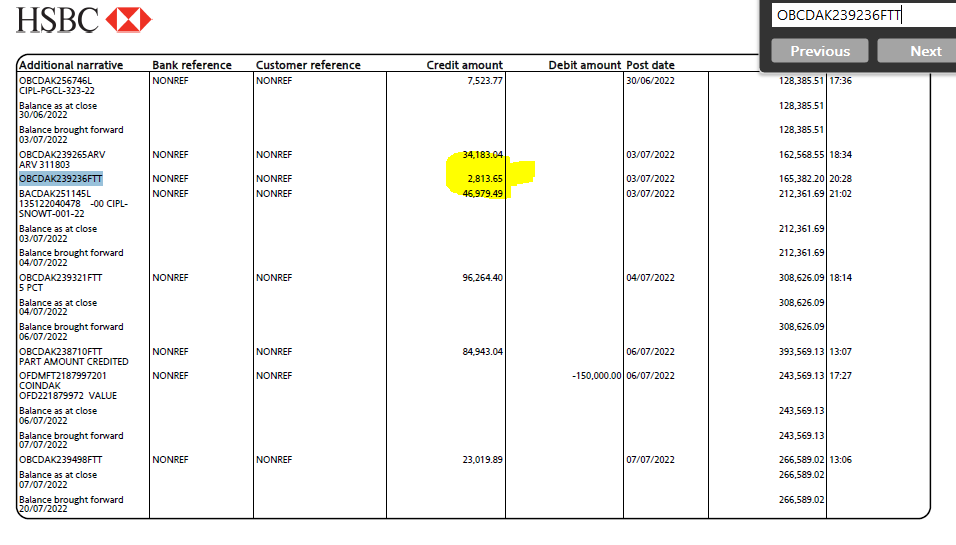 HSBC
OBCDAK239236FTT
Previous Next
Additional narrative Bank reference Customer reference Credit amount Debit amount Post date
OBCDAK256746L NONREF NONREF 7,523.77 30/06/2022 128,385.51 17:36
CIPL-PGCL-323-22
Balance as at close 128,385.51
30/06/2022
Balance brought forward 128,385.51
03/07/2022
OBCDAK239265ARV NONREF NONREF 34,183.04 03/07/2022 162,568.55 18:34
ARV 311803
OBCDAK239236FTT NONREF NONREF 2,813.65 03/07/2022 165,382.20 20:28
BACDAK251145L NONREF NONREF 46,979.49 03/07/2022 212,361.69 21:02
135122040478 -00 CIPL-
SNOWT-001-22
Balance as at close 212,361.69
03/07/2022
Balance brought forward 212,361.69
04/07/2022
OBCDAK239321FTT NONREF NONREF 96,264.40 04/07/2022 308,626.09 18:14
5 PCT
Balance as at close 308,626.09
04/07/2022
Balance brought forward 308,626.09
06/07/2022
OBCDAK238710FTT NONREF NONREF 84,943.04 06/07/2022 393,569.13 13:07
PART AMOUNT CREDITED
OFDMFT2187997201 NONREF NONREF -150,000.00 06/07/2022 243,569.13 17:27
COINDAK
OFD221879972 VALUE
Balance as at close 243,569.13
06/07/2022
Balance brought forward 243,569.13
07/07/2022
OBCDAK239498FTT NONREF NONREF 23,019.89 07/07/2022 266,589.02 13:06
Balance as at close 266,589.02
07/07/2022
Balance brought forward 266,589.02
20/07/2022